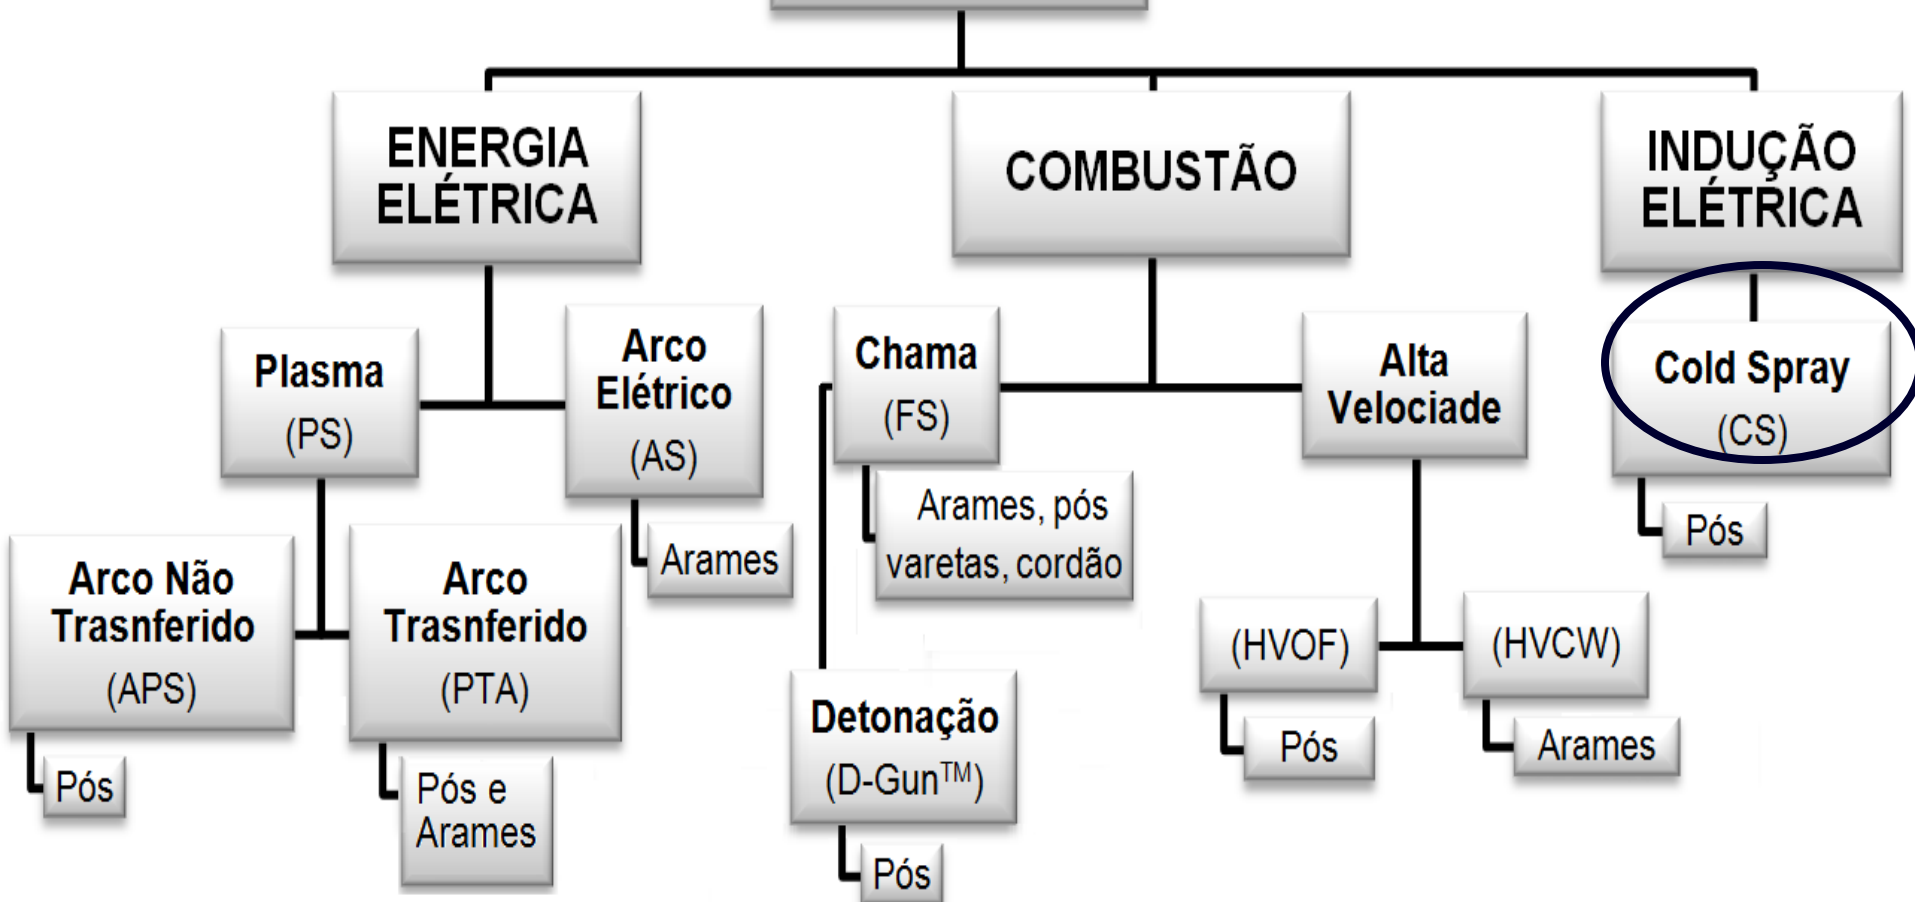 ENERGIA
ELÉTRICA
COMBUSTÃO
INDUÇÃO
ELÉTRICA
Plasma
(PS)
Arco
Elétrico
(AS)
Chama
(FS)
Alta
Velociade
Cold Spray
(CS)
Arco Não
Trasnferido
(APS)
Arco
Trasnferido
(PTA)
Arames
Arames, pós
varetas, cordão
Pós
(HVOF)
(HVCW)
Detonação
(D-Gun™)
Pós
Pós e
Arames
Pós
Arames
Pós